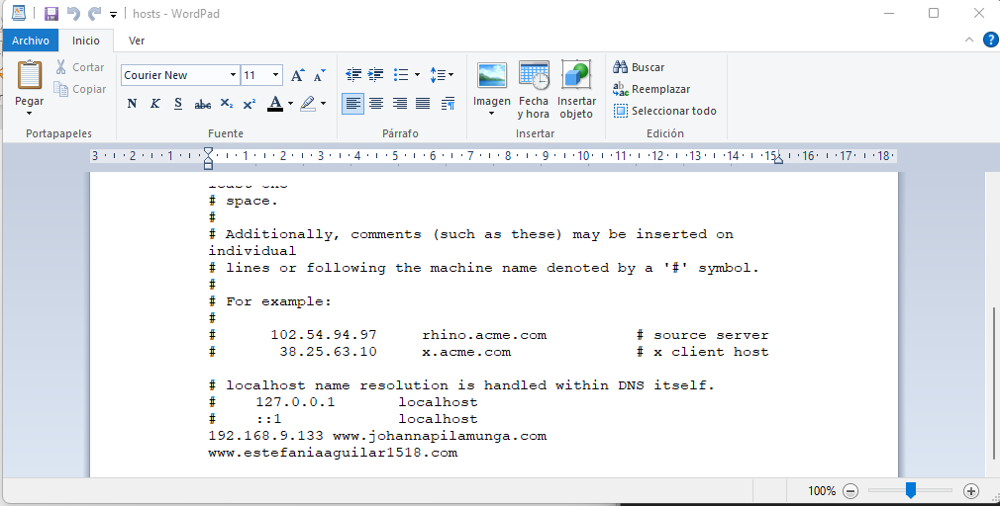 hosts - WordPad
Archivo Inicio Ver
Pegar
Cortar
Copiar
Portapapeles
Courier New 11
N K S abc X₂ X² A
Fuente
Párrafo
Imagen Fecha y hora Insertar objeto
Insertar
Buscar
Reemplazar
Seleccionar todo
Edición
3 2 1 1 2 3 4 5 6 7 8 9 10 11 12 13 14 15 16 17 18
least one
# space.
#
# Additionally, comments (such as these) may be inserted on
individual
# lines or following the machine name denoted by a '#' symbol.
#
# For example:
#
# 102.54.94.97 rhino.acme.com # source server
# 38.25.63.10 x.acme.com # x client host
# localhost name resolution is handled within DNS itself.
# 127.0.0.1 localhost
# ::1 localhost
192.168.9.133 www.johannapilamunga.com
www.estefaniaaguilar1518.com
100%